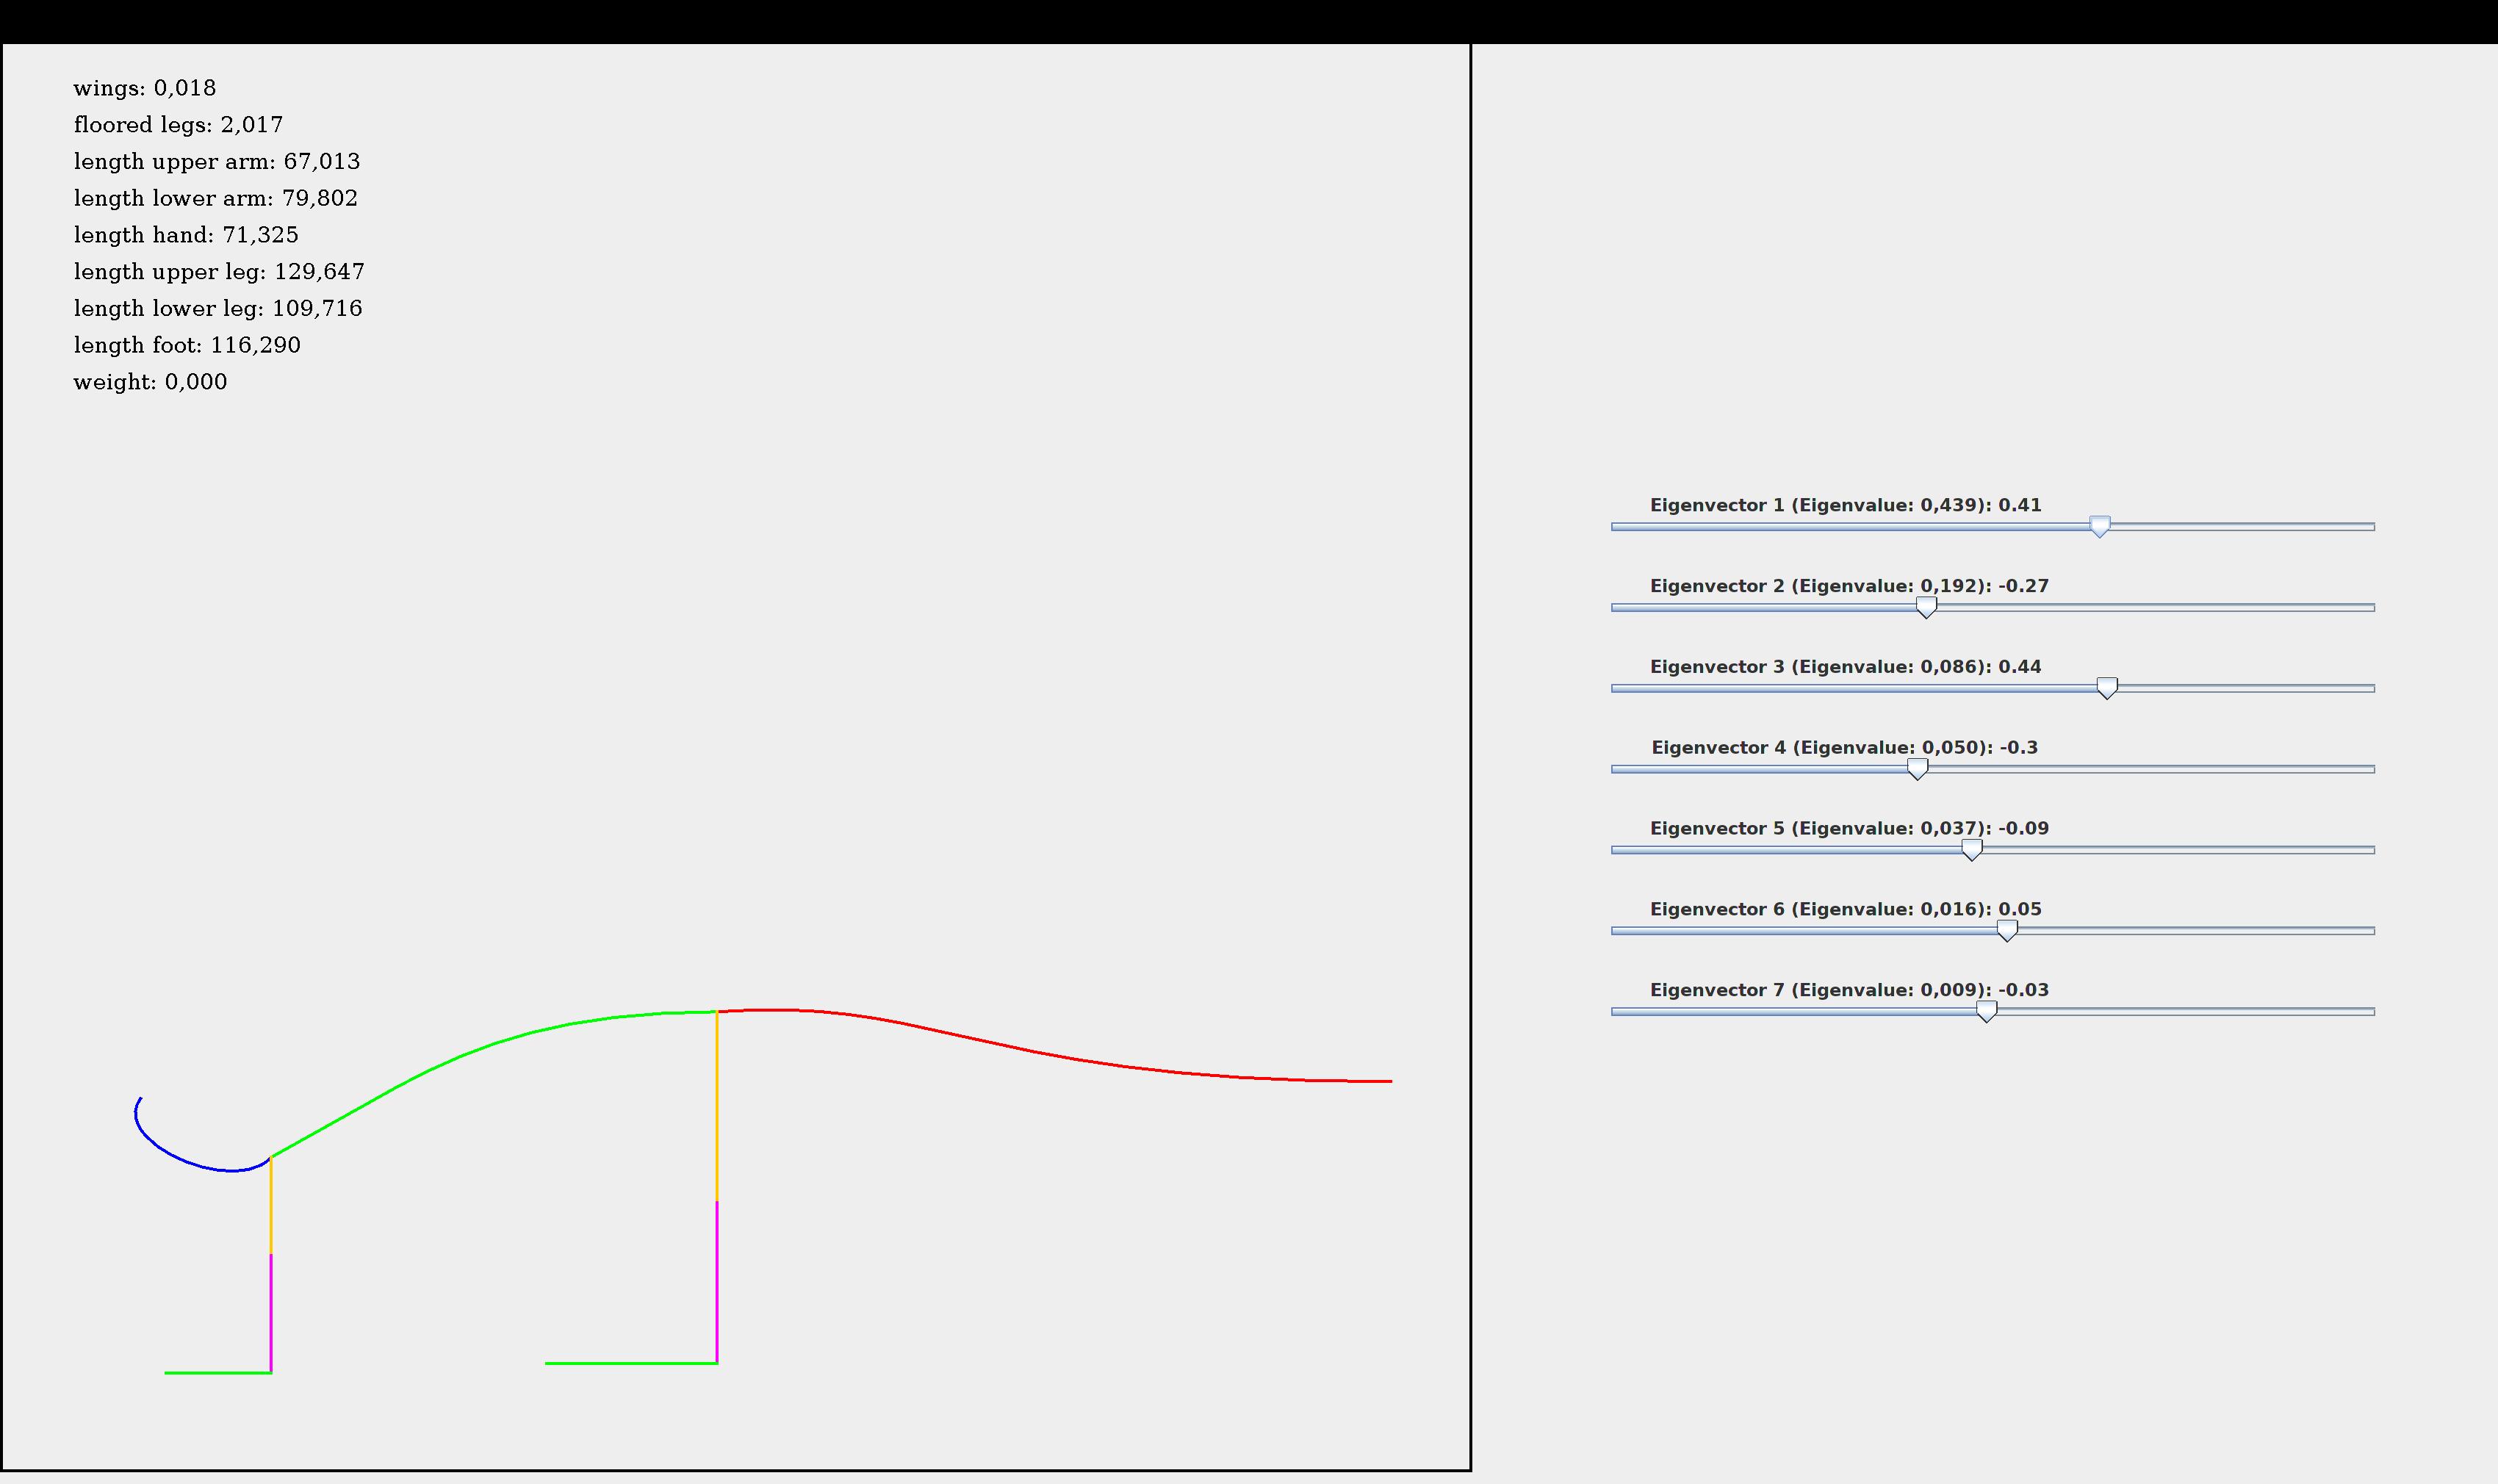 wings: 0,018
floored legs: 2,017
length upper arm: 67,013
length lower arm: 79,802
length hand: 71,325
length upper leg: 129,647
length lower leg: 109,716
length foot: 116,290
weight: 0,000
Eigenvector 1 (Eigenvalue: 0,439): 0.41
Eigenvector 2 (Eigenvalue: 0,192): -0.27
Eigenvector 3 (Eigenvalue: 0,086): 0.44
Eigenvector 4 (Eigenvalue: 0,050): -0.3
Eigenvector 5 (Eigenvalue: 0,037): -0.09
Eigenvector 6 (Eigenvalue: 0,016): 0.05
Eigenvector 7 (Eigenvalue: 0,009): -0.03